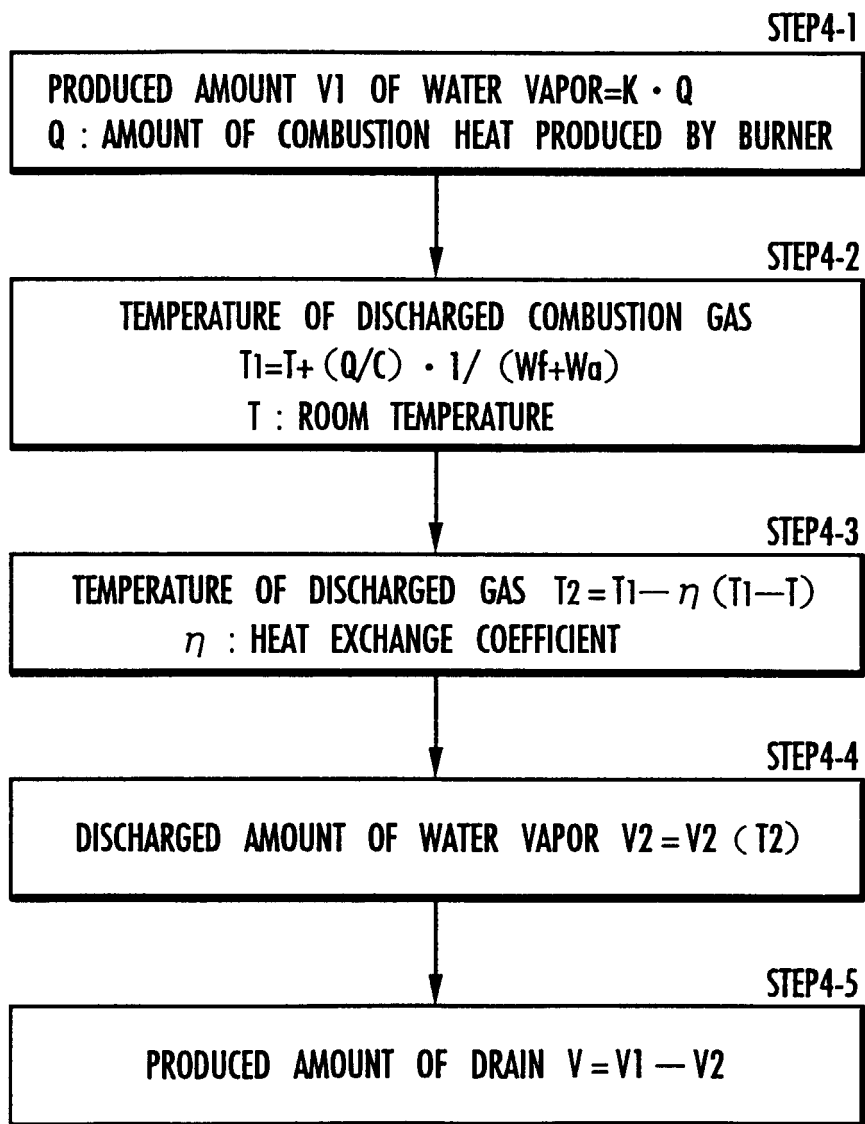 STEP4-1
PRODUCED AMOUNT V1 OF WATER VAPOR=K · Q
Q : AMOUNT OF COMBUSTION HEAT PRODUCED BY BURNER
STEP4-2
TEMPERATURE OF DISCHARGED COMBUSTION GAS
T1=T+ (Q/C) · 1/ (Wf+Wa)
T : ROOM TEMPERATURE
STEP4-3
TEMPERATURE OF DISCHARGED GAS T2=T1—η (T1—T)
η : HEAT EXCHANGE COEFFICIENT
STEP4-4
DISCHARGED AMOUNT OF WATER VAPOR V2=V2 (T2)
STEP4-5
PRODUCED AMOUNT OF DRAIN V=V1 — V2